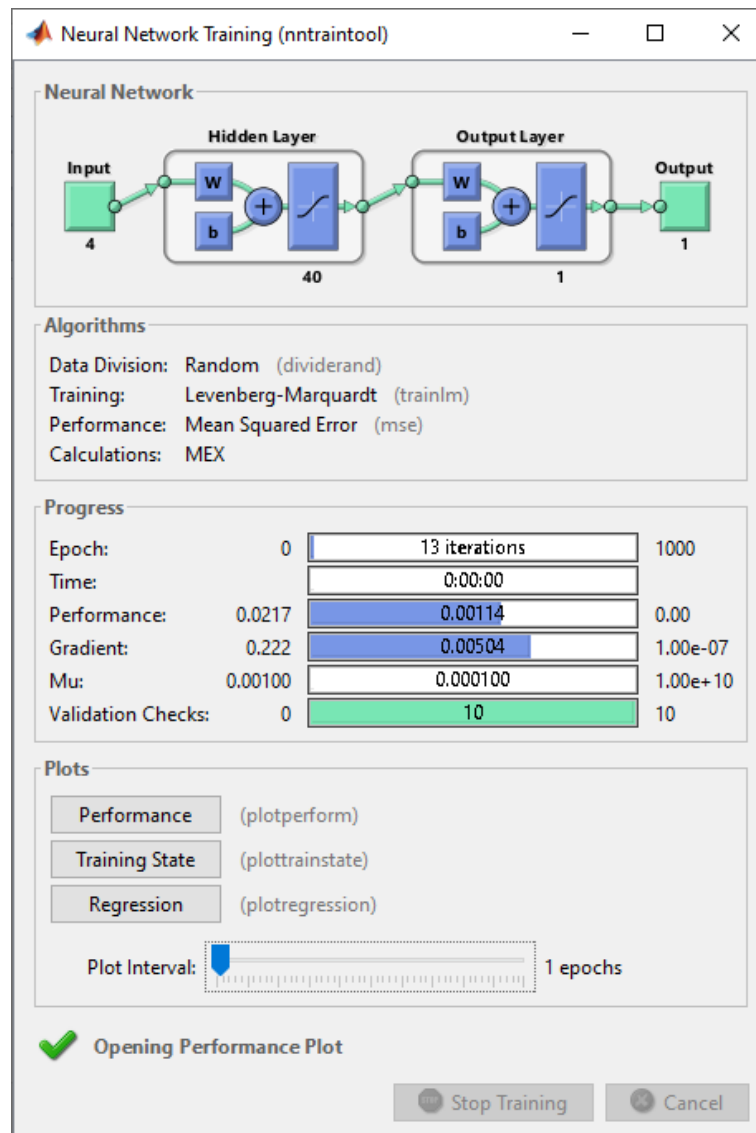 Neural Network Training (nntraintool)
Neural Network
Hidden Layer Output Layer
Input Output
W W
b b
+ +
4 40 1 1
Algorithms
Data Division: Random (dividerand)
Training: Levenberg-Marquardt (trainlm)
Performance: Mean Squared Error (mse)
Calculations: MEX
Progress
Epoch: 0 13 iterations 1000
Time: 0:00:00
Performance: 0.0217 0.00114 0.00
Gradient: 0.222 0.00504 1.00e-07
Mu: 0.00100 0.000100 1.00e+10
Validation Checks: 0 10 10
Plots
Performance (plotperform)
Training State (plottrainstate)
Regression (plotregression)
Plot Interval: 1 epochs
Opening Performance Plot
Stop Training Cancel